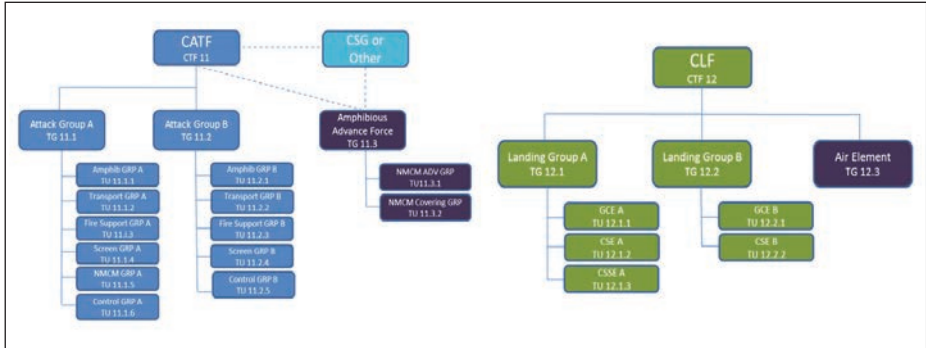 CATF
CTF 11
CSG or
Other
Attack Group A
TG 11.1
Attack Group B
TG 11.2
Amphibious
Advance Force
TG 11.3
Amphib GRP A
TU 11.1.1
Transport GRP A
TU 11.1.2
Fire Support GRP A
TU 11.I.3
Screen GRP A
TU 11.1.4
NMCM GRP A
TU 11.1.5
Control GRP A
TU 11.1.6
Amphib GRP B
TU 11.2.1
Transport GRP B
TU 11.2.2
Fire Support GRP B
TU 11.2.3
Screen GRP B
TU 11.2.4
Control GRP B
TU 11.2.5
NMCM ADV GRP
TU11.3.1
NMCM Covering GRP
TU 11.3.2
CLF
CTF 12
Landing Group A
TG 12.1
Landing Group B
TG 12.2
Air Element
TG 12.3
GCE A
TU 12.1.1
CSE A
TU 12.1.2
CSSE A
TU 12.1.3
GCE B
TU 12.2.1
CSE B
TU 12.2.2